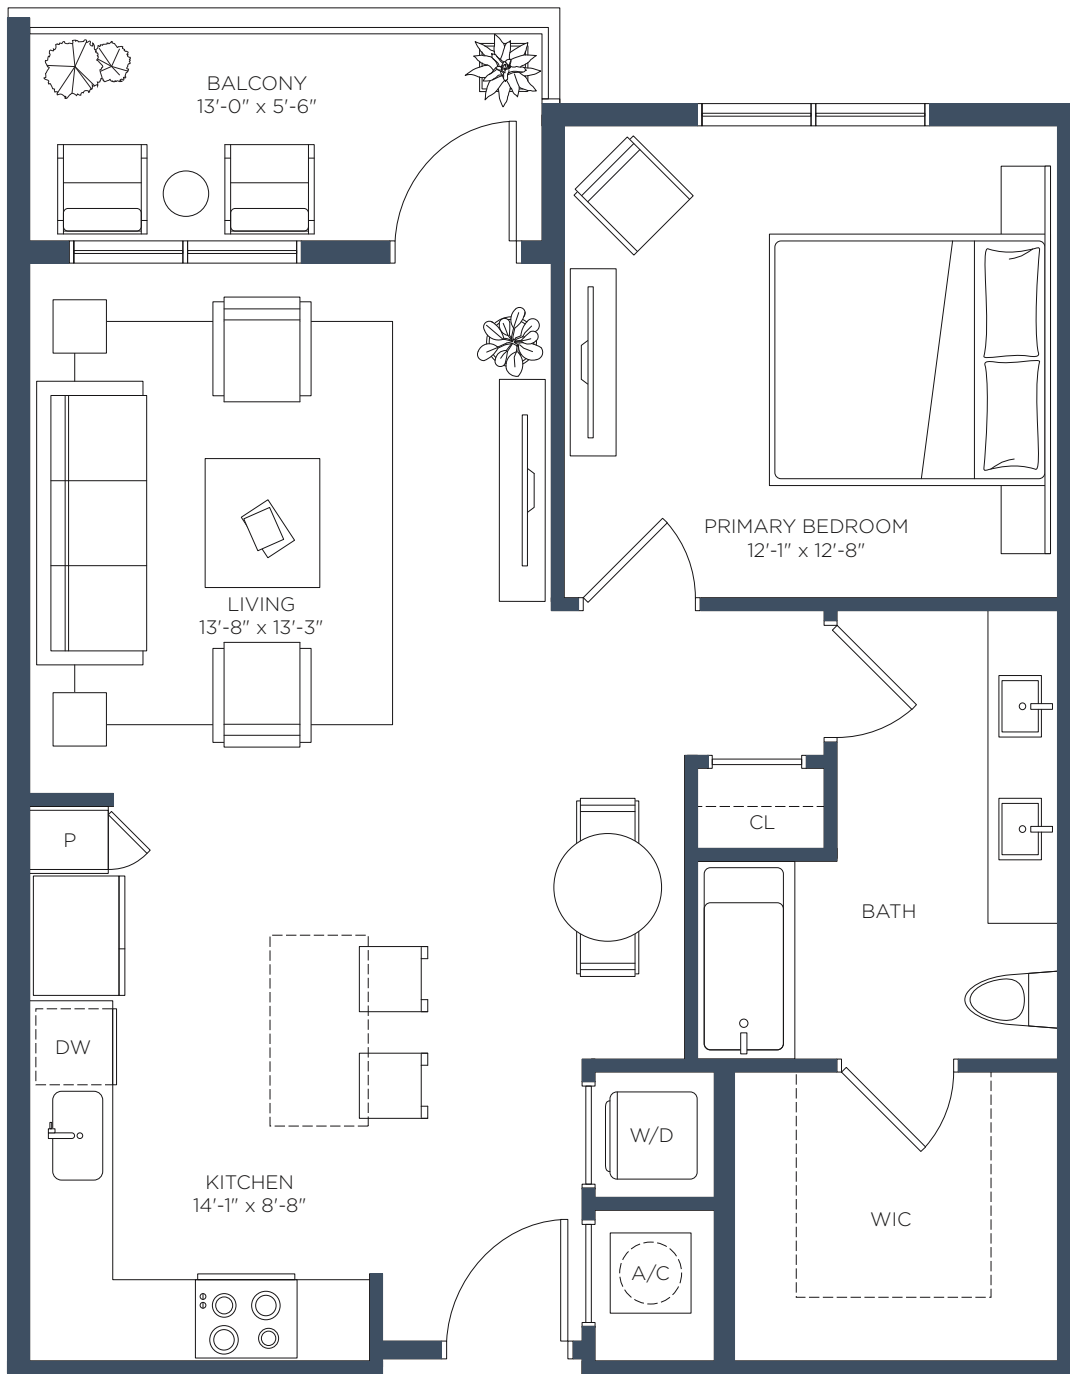 BALCONY
13'-0" x 5'-6"
PRIMARY BEDROOM
12'-1" x 12'-8"
LIVING
13'-8" x 13'-3"
P
CL
BATH
DW
W/D
KITCHEN
14'-1" x 8'-8"
WIC
A/C